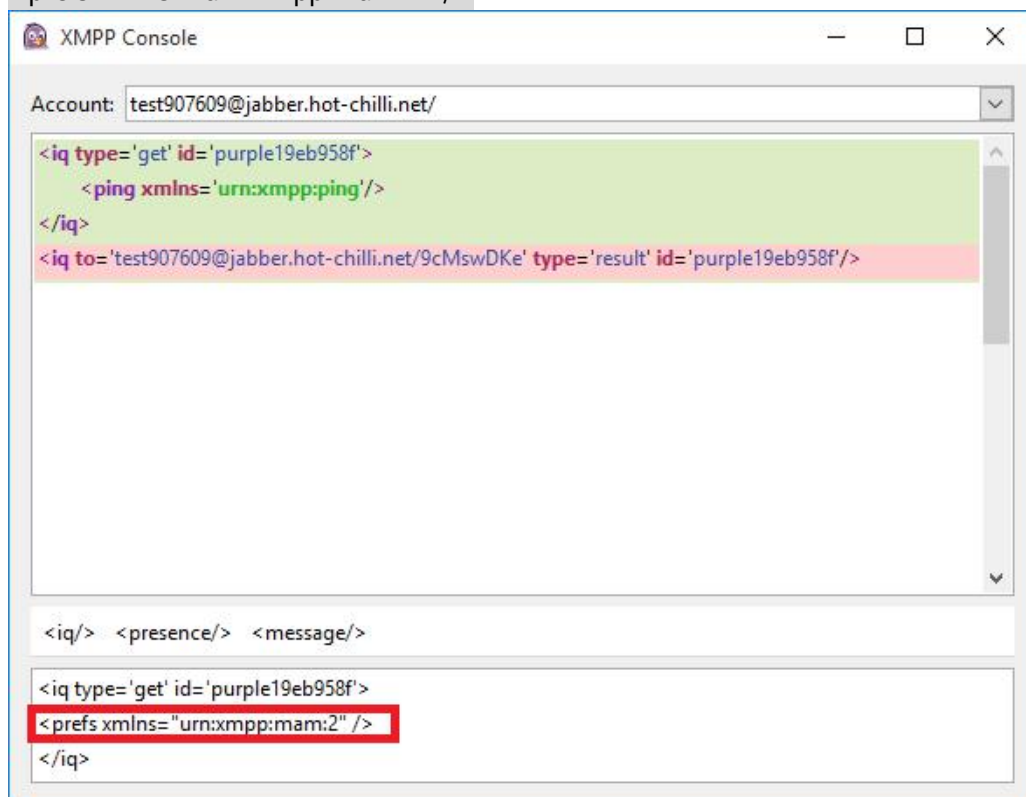 XMPP Console
Account: test907609@jabber.hot-chilli.net/
<iq type='get' id='purple19eb958f'>
<ping xmlns='urn:xmpp:ping'/>
</iq>
<iq to='test907609@jabber.hot-chilli.net/9cMswDKe' type='result' id='purple19eb958f'/>
<iq/> <presence/> <message/>
<iq type='get' id='purple19eb958f'>
<prefs xmlns="urn:xmpp:mam:2" />
</iq>